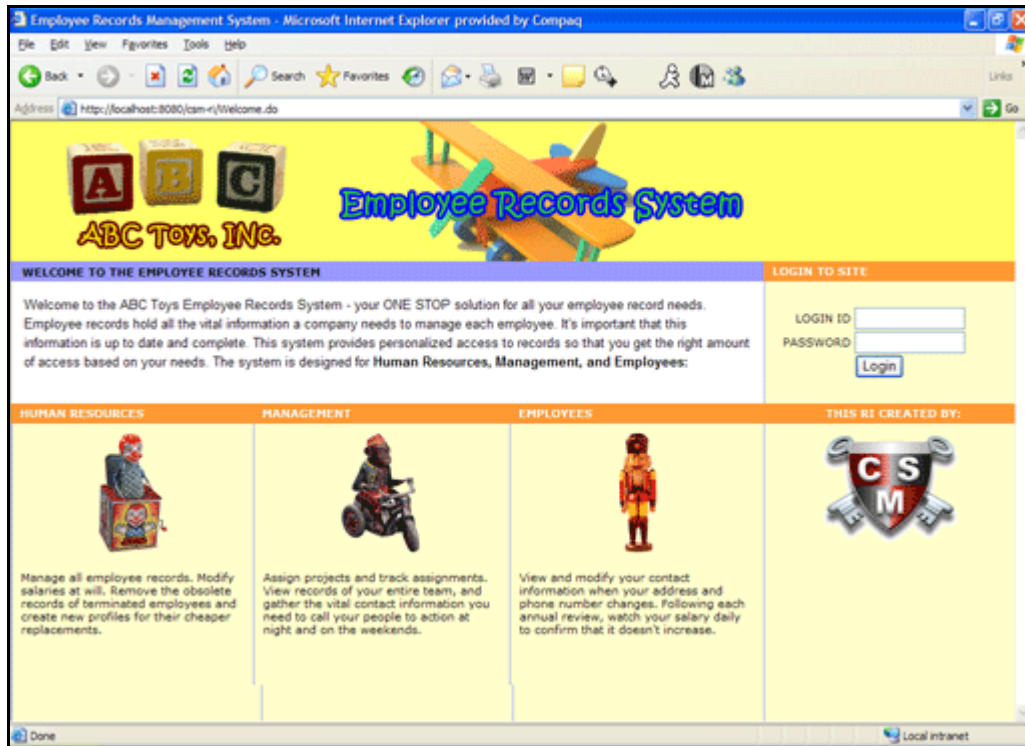 Employee Records Management System - Microsoft Internet Explorer provided by Compaq
File Edit View Favorites Tools Help
Back Search Favorites Links
Address http://localhost:8080/csm-ri/Welcome.do Go
A B C
ABC TOYS, INC.
Employee Records System
WELCOME TO THE EMPLOYEE RECORDS SYSTEM
Welcome to the ABC Toys Employee Records System - your ONE STOP solution for all your employee record needs.
Employee records hold all the vital information a company needs to manage each employee. It's important that this
information is up to date and complete. This system provides personalized access to records so that you get the right amount
of access based on your needs. The system is designed for Human Resources, Management, and Employees:
LOGIN TO SITE
LOGIN ID
PASSWORD
Login
HUMAN RESOURCES
Manage all employee records. Modify
salaries at will. Remove the obsolete
records of terminated employees and
create new profiles for their cheaper
replacements.
MANAGEMENT
Assign projects and track assignments.
View records of your entire team, and
gather the vital contact information you
need to call your people to action at
night and on the weekends.
EMPLOYEES
View and modify your contact
information when your address and
phone number changes. Following each
annual review, watch your salary daily
to confirm that it doesn't increase.
THIS RI CREATED BY:
C S
M
Done Local intranet